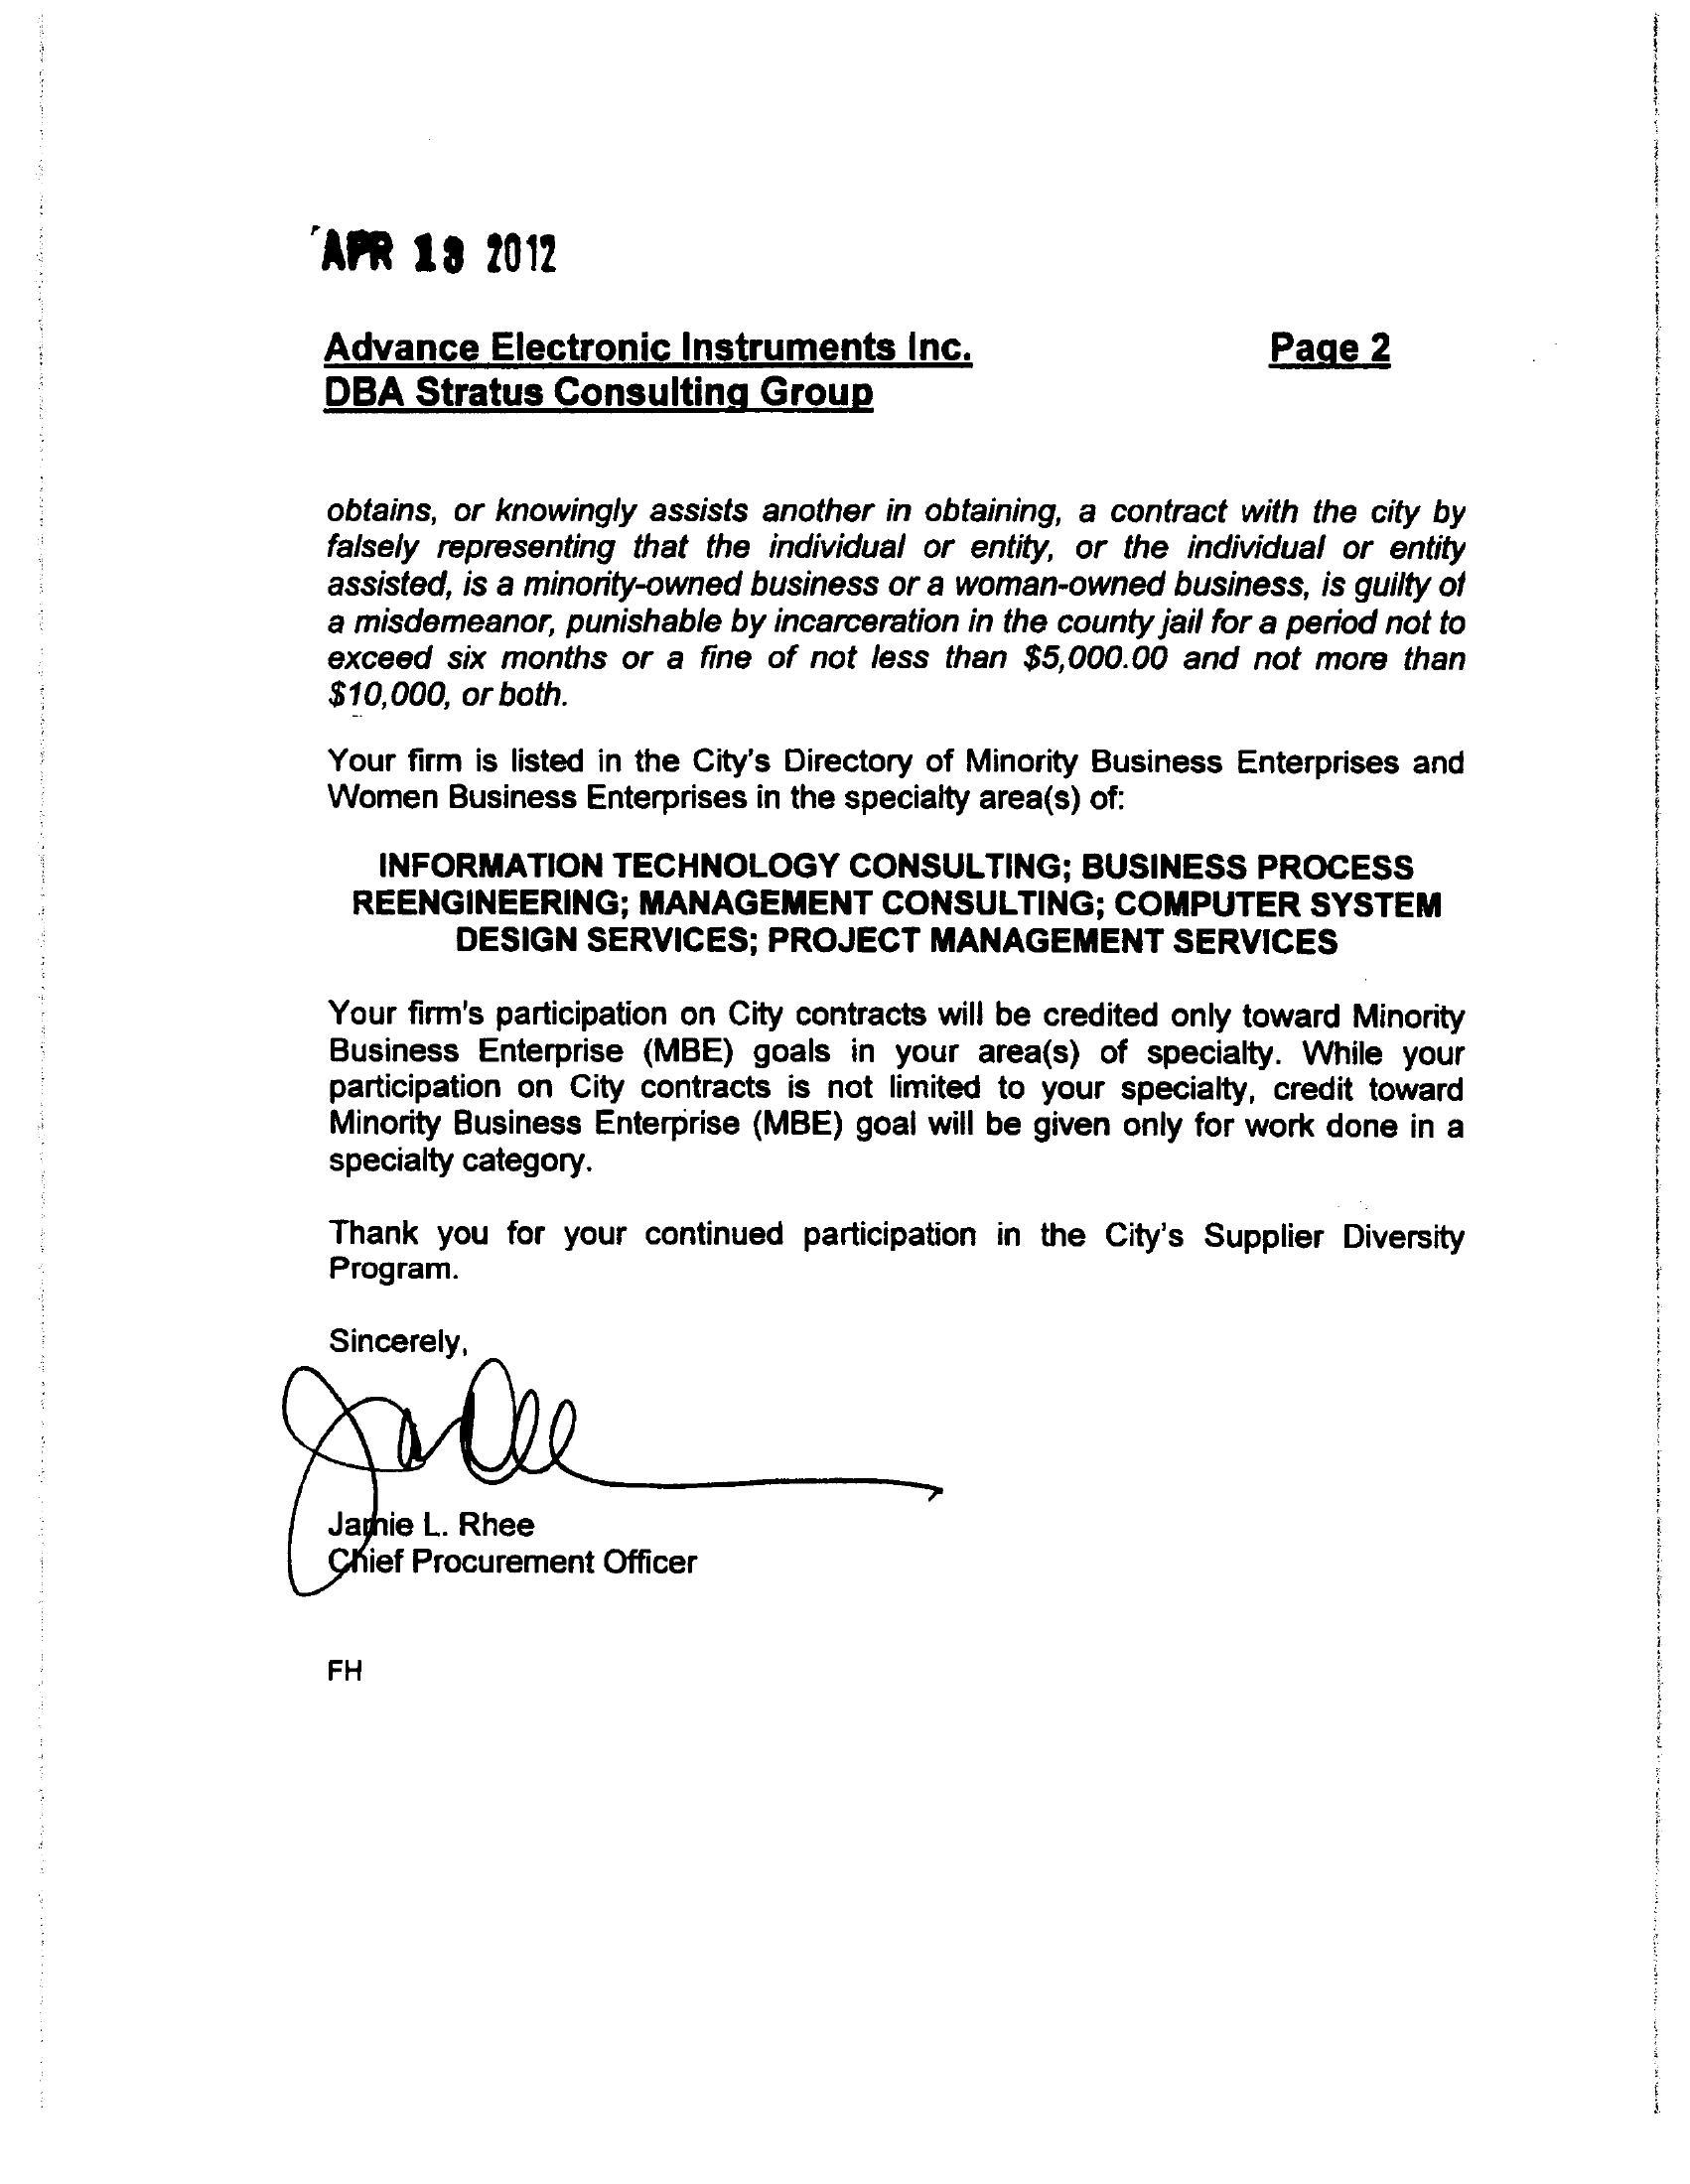 APR 2012
Advance Electronic Instruments Inc. Page 2
DBA Stratus Consulting Group
obtains, or knowingly assists another in obtaining, a contract with the city by
falsely representing that the individual or entity, or the individual or entity
assisted, is a minority-owned business or a woman-owned business, is guilty of
a misdemeanor, punishable by incarceration in the county jail for a period not to
exceed six months or a fine of not less than $5,000.00 and not more than
$10,000, or both.
Your firm is listed in the City's Directory of Minority Business Enterprises and
Women Business Enterprises in the specialty area(s) of:
INFORMATION TECHNOLOGY CONSULTING; BUSINESS PROCESS
REENGINEERING; MANAGEMENT CONSULTING; COMPUTER SYSTEM
DESIGN SERVICES; PROJECT MANAGEMENT SERVICES
Your firm's participation on City contracts will be credited only toward Minority
Business Enterprise (MBE) goals in your area(s) of specialty. While your
participation on City contracts is not limited to your specialty, credit toward
Minority Business Enterprise (MBE) goal will be given only for work done in a
specialty category.
Thank you for your continued participation in the City's Supplier Diversity
Program.
Sincerely,
Jamie L. Rhee
Chief Procurement Officer
FH